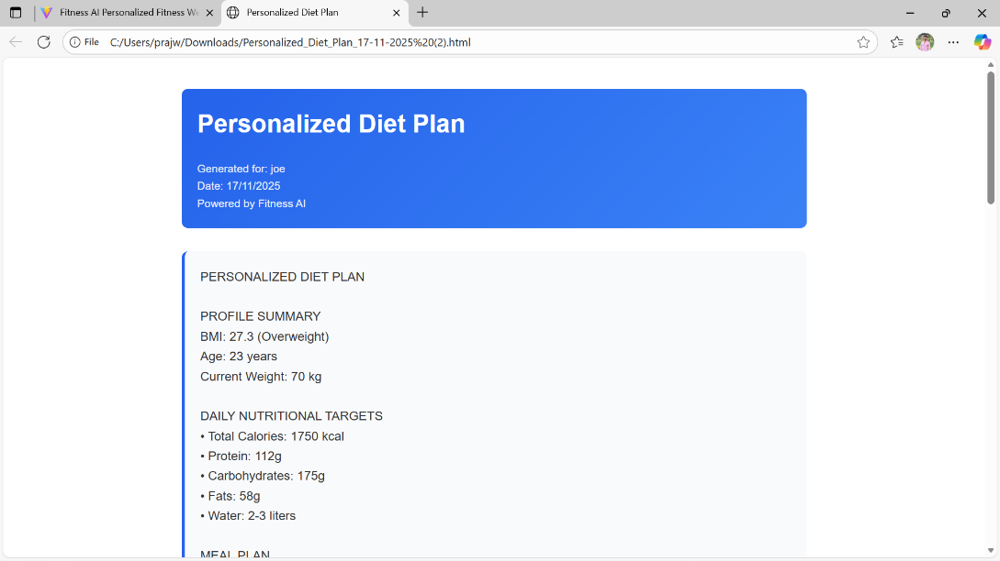 Fitness AI Personalized Fitness We
Personalized Diet Plan
File
C:/Users/prajw/Downloads/Personalized_Diet_Plan_17-11-2025%20(2).html
Personalized Diet Plan
Generated for: joe
Date: 17/11/2025
Powered by Fitness AI
PERSONALIZED DIET PLAN
PROFILE SUMMARY
BMI: 27.3 (Overweight)
Age: 23 years
Current Weight: 70 kg
DAILY NUTRITIONAL TARGETS
• Total Calories: 1750 kcal
• Protein: 112g
• Carbohydrates: 175g
• Fats: 58g
• Water: 2-3 liters
MEAL PLAN